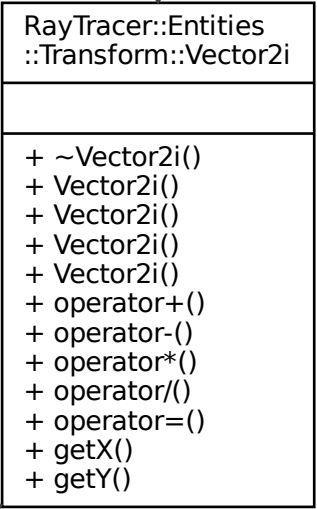 RayTracer::Entities
::Transform::Vector2i
+ ~Vector2i()
+ Vector2i()
+ Vector2i()
+ Vector2i()
+ Vector2i()
+ operator+()
+ operator-()
+ operator*()
+ operator/()
+ operator=()
+ getX()
+ getY()